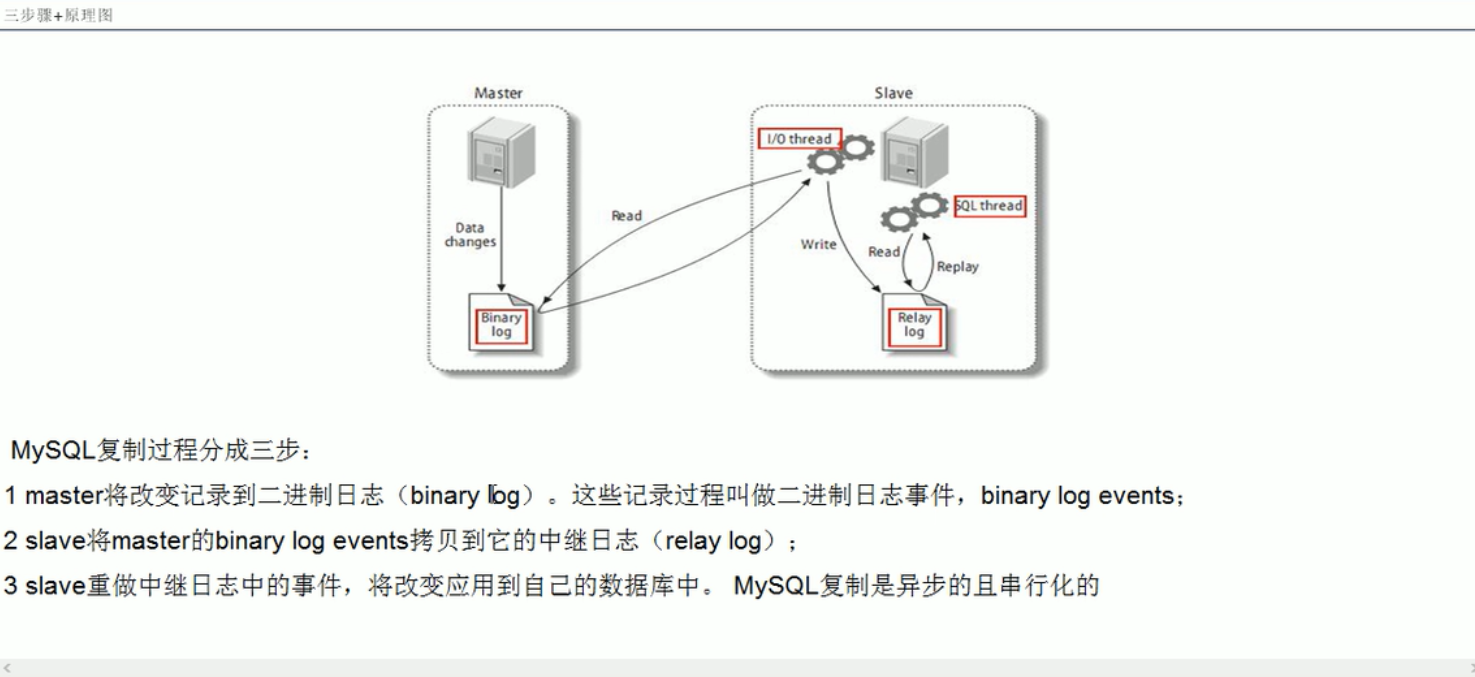 三步骤+原理图
Master
Slave
I/O thread
SQL thread
Data
changes
Read
Write
Read
Replay
Binary
log
Relay
log
MySQL复制过程分成三步：
1 master将改变记录到二进制日志（binary log）。这些记录过程叫做二进制日志事件，binary log events；
2 slave将master的binary log events拷贝到它的中继日志（relay log）；
3 slave重做中继日志中的事件，将改变应用到自己的数据库中。 MySQL复制是异步的且串行化的